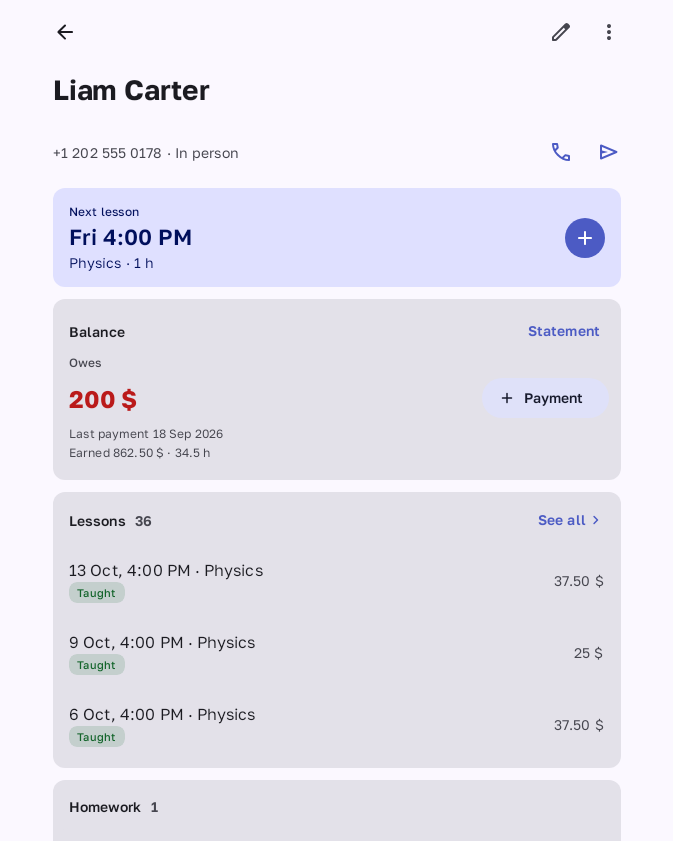 Liam Carter
+1 202 555 0178 · In person
Next lesson
Fri 4:00 PM
Physics · 1 h
Balance
Statement
Owes
200 $
+ Payment
Last payment 18 Sep 2026
Earned 862.50 $ · 34.5 h
Lessons 36
See all >
13 Oct, 4:00 PM · Physics
Taught
37.50 $
9 Oct, 4:00 PM · Physics
Taught
25 $
6 Oct, 4:00 PM · Physics
Taught
37.50 $
Homework 1